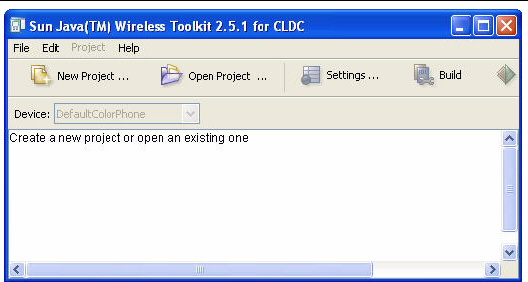 Sun Java(TM) Wireless Toolkit 2.5.1 for CLDC
File Edit Project Help
New Project ... Open Project ... Settings ... Build
Device: DefaultColorPhone
Create a new project or open an existing one